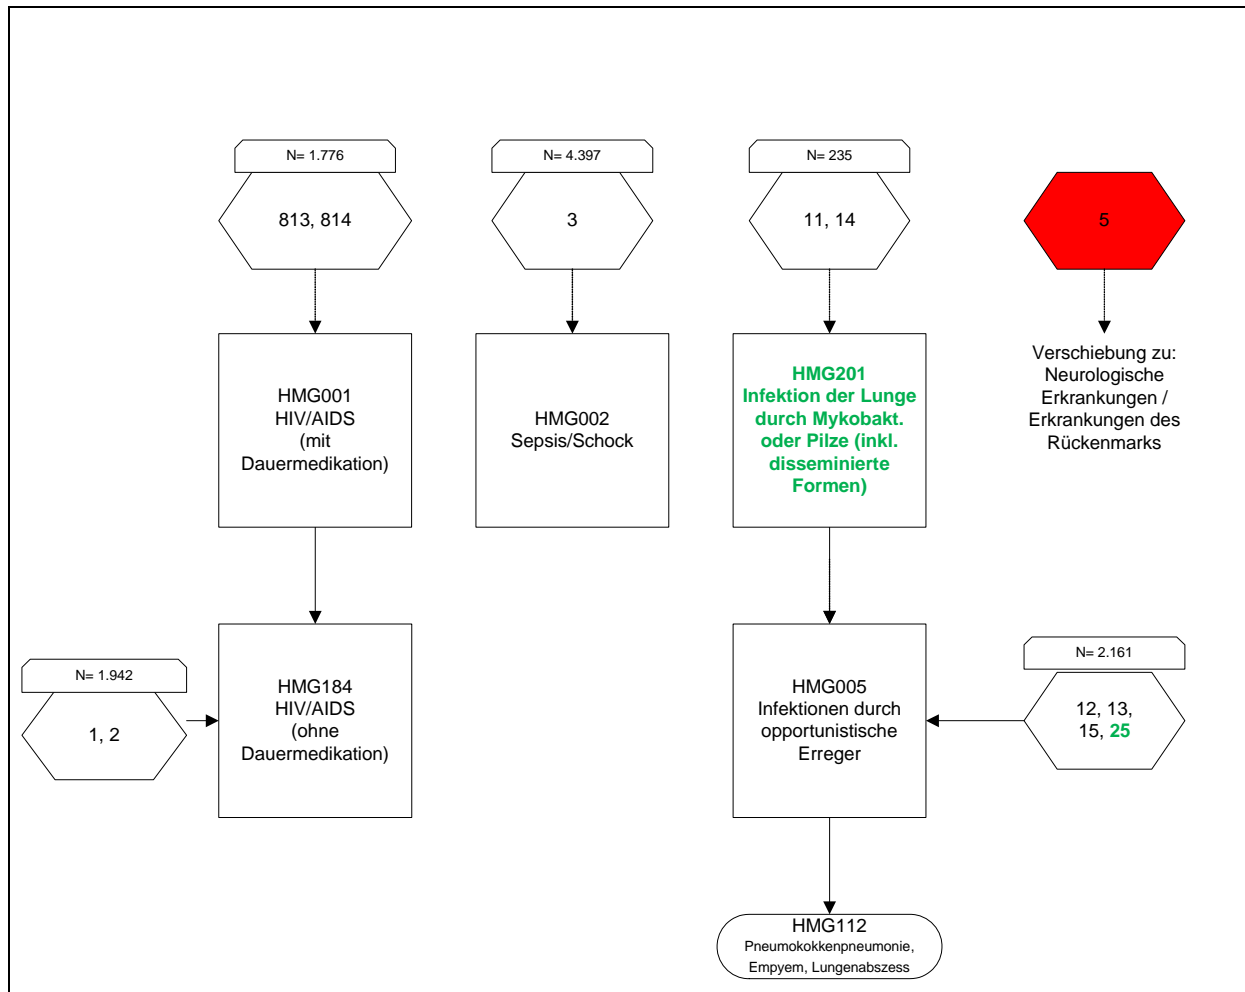 N= 1.776
N= 4.397
N= 235
813, 814
3
11, 14
5
HMG001
HIV/AIDS
(mit
Dauermedikation)
HMG002
Sepsis/Schock
HMG201
Infektion der Lunge
durch Mykobakt.
oder Pilze (inkl.
disseminierte
Formen)
Verschiebung zu:
Neurologische
Erkrankungen /
Erkrankungen des
Rückenmarks
N= 1.942
1, 2
HMG184
HIV/AIDS
(ohne
Dauermedikation)
HMG005
Infektionen durch
opportunistische
Erreger
N= 2.161
12, 13,
15, 25
HMG112
Pneumokokkenpneumonie,
Empyem, Lungenabszess